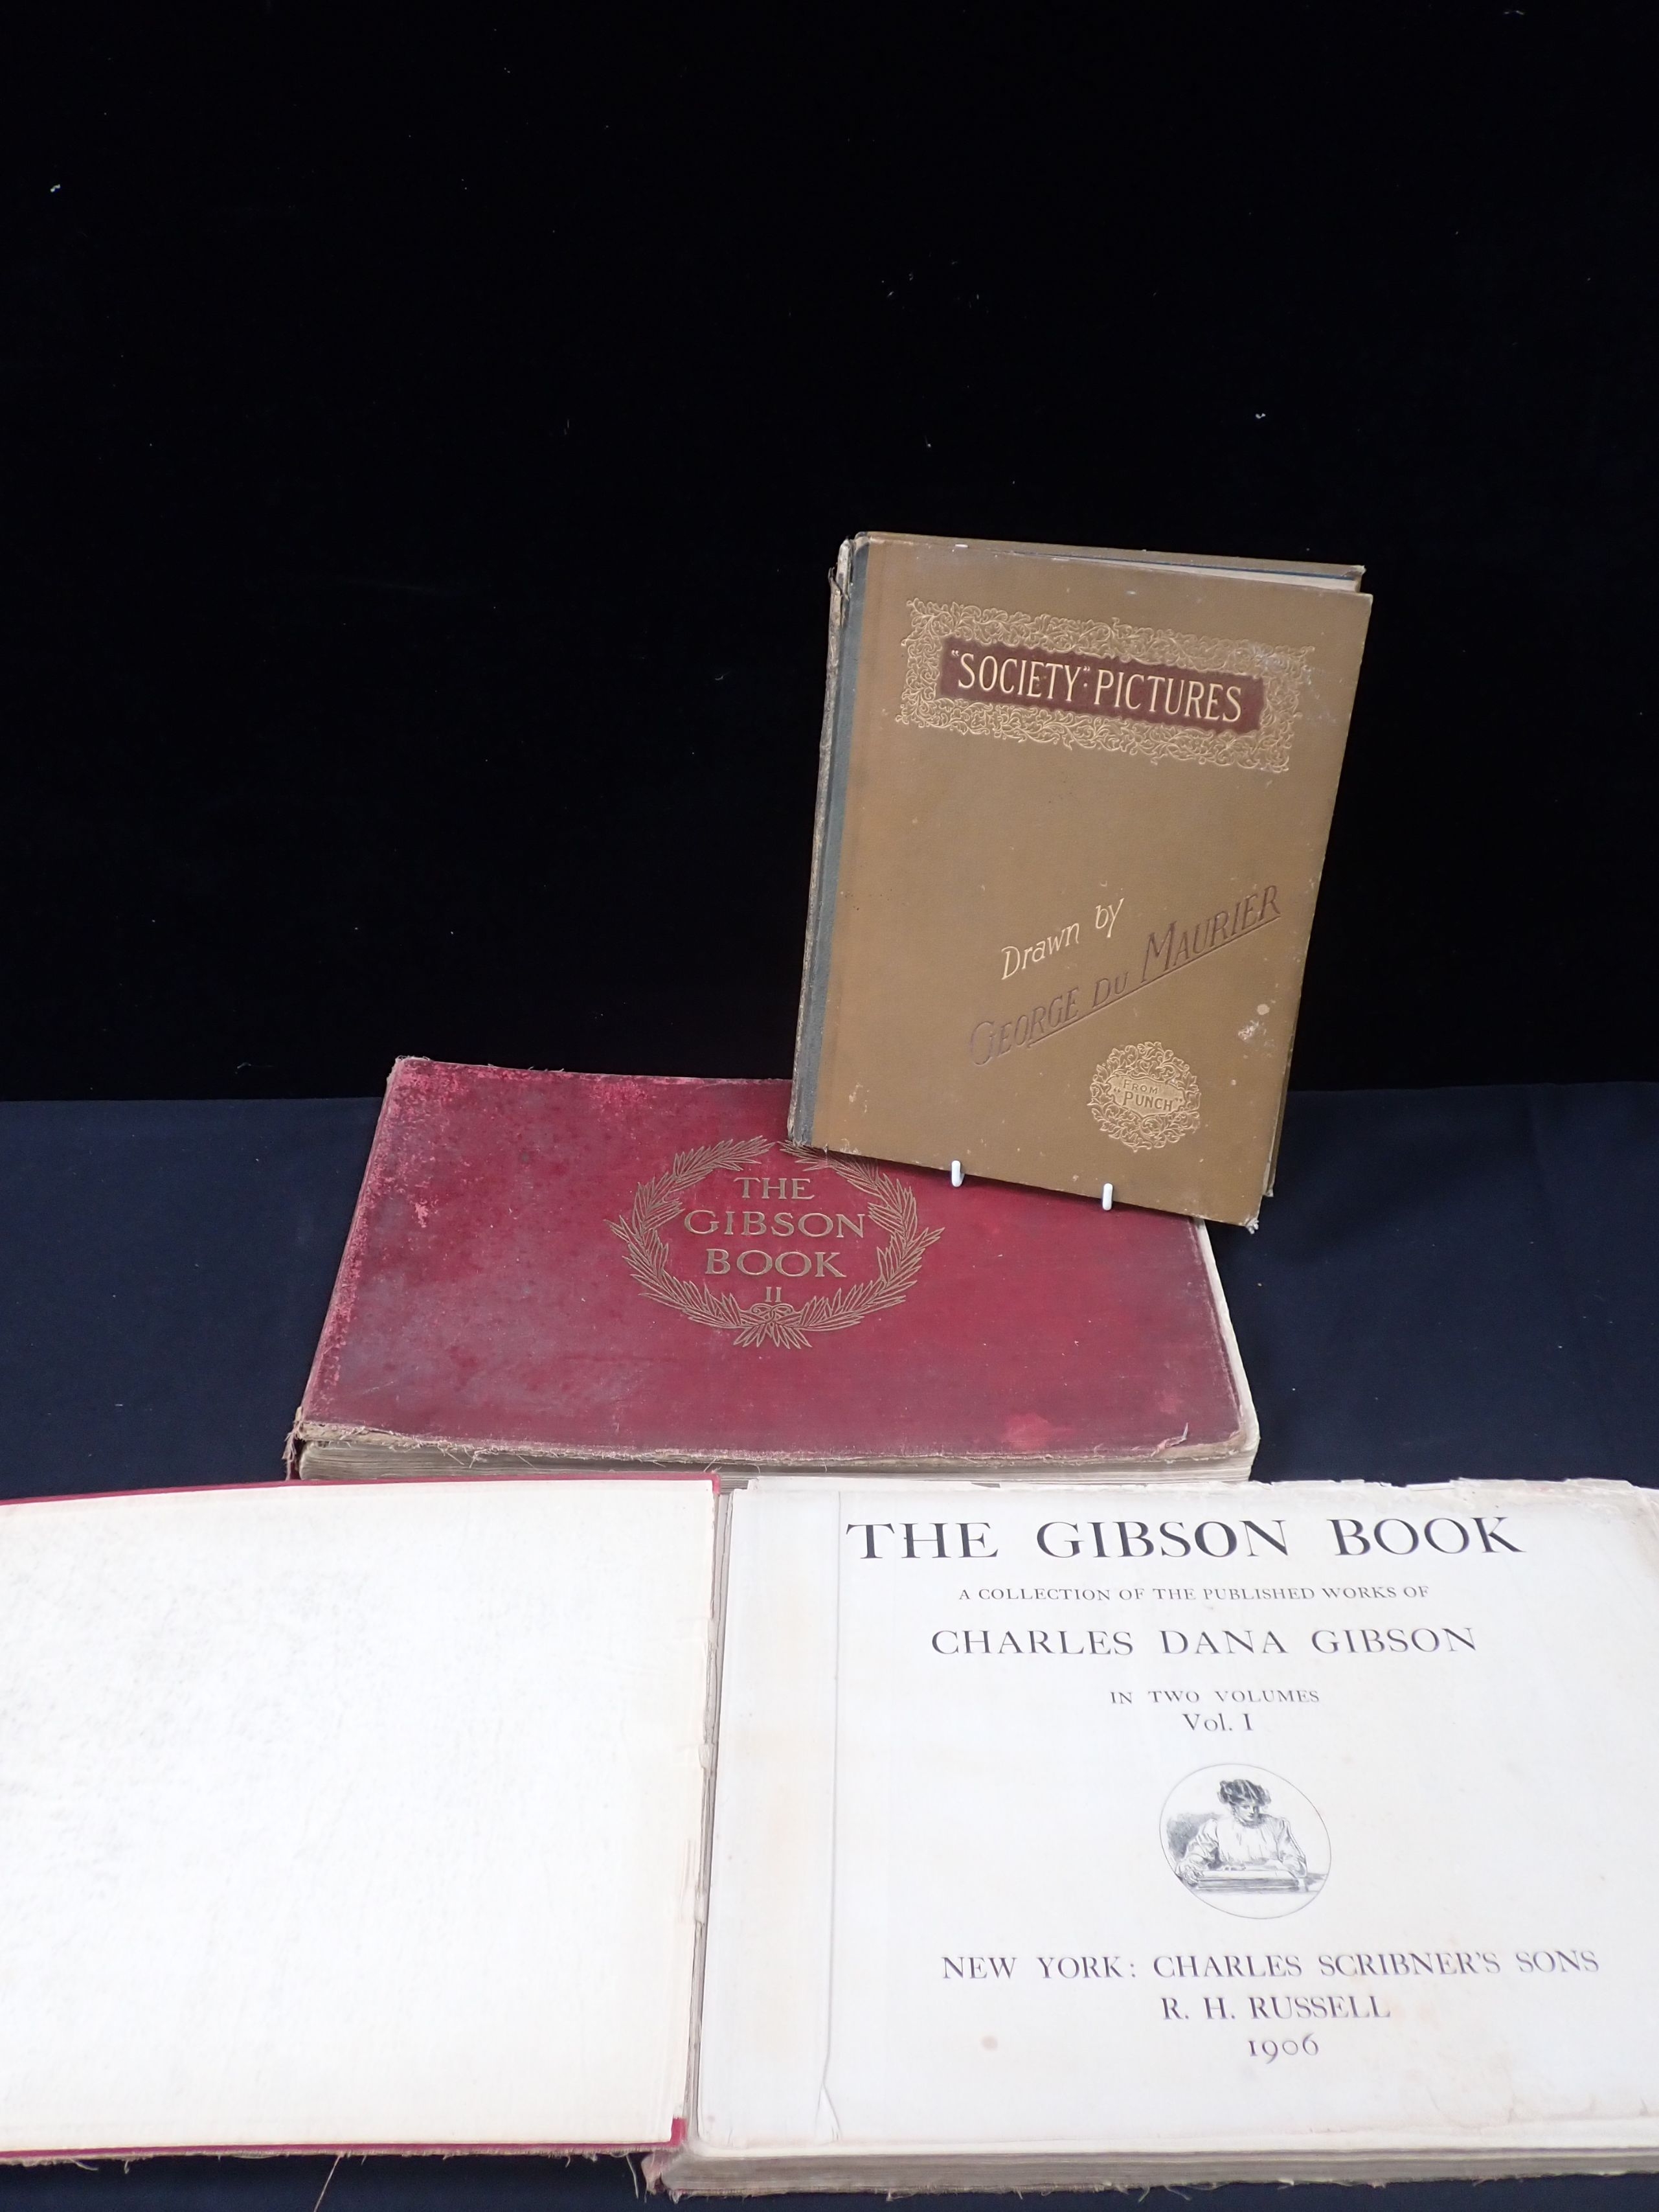 "SOCIETY" · PICTURES
Drawn by
GEORGE DU MAURIER
FROM
"PUNCH"
THE
GIBSON
BOOK
II
THE GIBSON BOOK
A COLLECTION OF THE PUBLISHED WORKS OF
CHARLES DANA GIBSON
IN TWO VOLUMES
Vol. I
NEW YORK: CHARLES SCRIBNER'S SONS
R. H. RUSSELL
1906